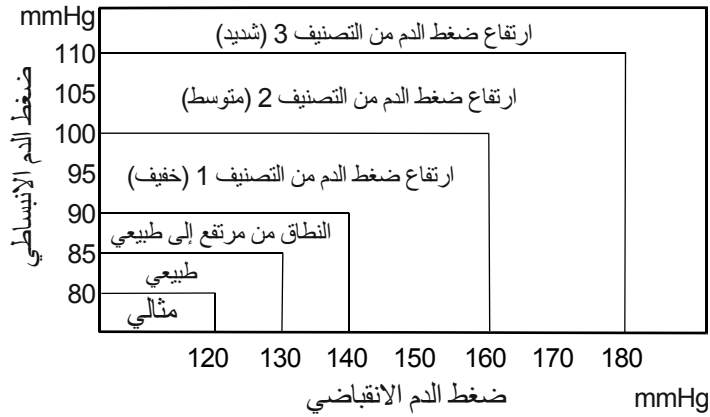 mmHg
ارتفاع ضغط الدم من التصنيف 3 (شديد)
110
105
ارتفاع ضغط الدم من التصنيف 2 (متوسط)
100
95
ارتفاع ضغط الدم من التصنيف 1 (خفيف)
90
النطاق من مرتفع إلى طبيعي
85
طبيعي
80
مثالي
ضغط الدم الانبساطي
120 130 140 150 160 170 180
ضغط الدم الانقباضي
mmHg